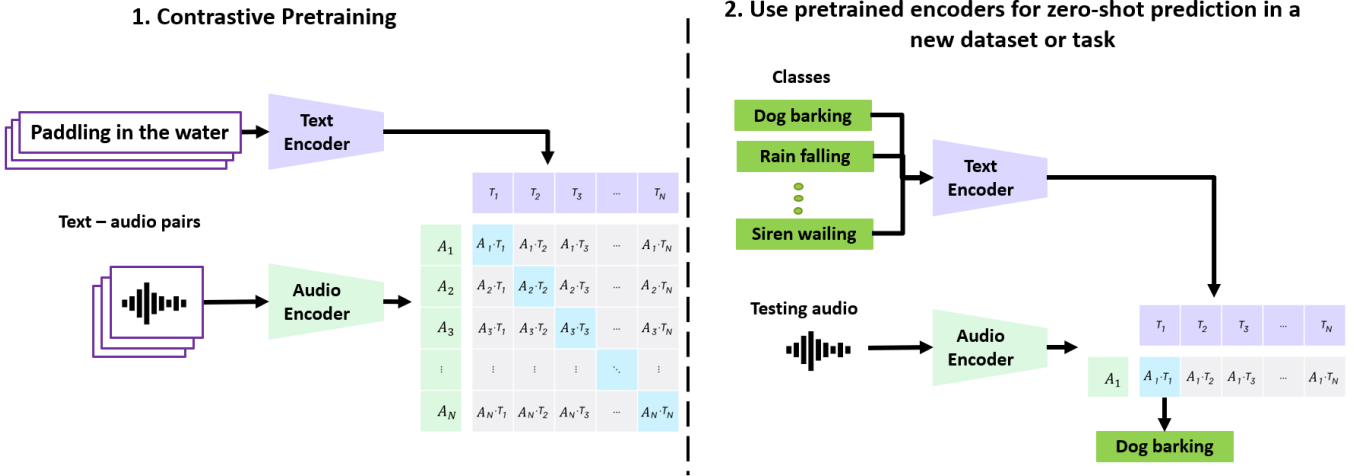 1. Contrastive Pretraining
Paddling in the water
Text
Encoder
Text – audio pairs
Audio
Encoder
T1 T2 T3 ... TN
A1 A1·T1 A1·T2 A1·T3 ... A1·TN
A2 A2·T1 A2·T2 A2·T3 ... A2·TN
A3 A3·T1 A3·T2 A3·T3 ... A3·TN
⋮ ⋮ ⋮ ⋮ ⋱ ⋮
AN AN·T1 AN·T2 AN·T3 ... AN·TN
2. Use pretrained encoders for zero-shot prediction in a
new dataset or task
Classes
Dog barking
Rain falling
Siren wailing
Text
Encoder
Testing audio
Audio
Encoder
T1 T2 T3 ... TN
A1 A1·T1 A1·T2 A1·T3 ... A1·TN
Dog barking